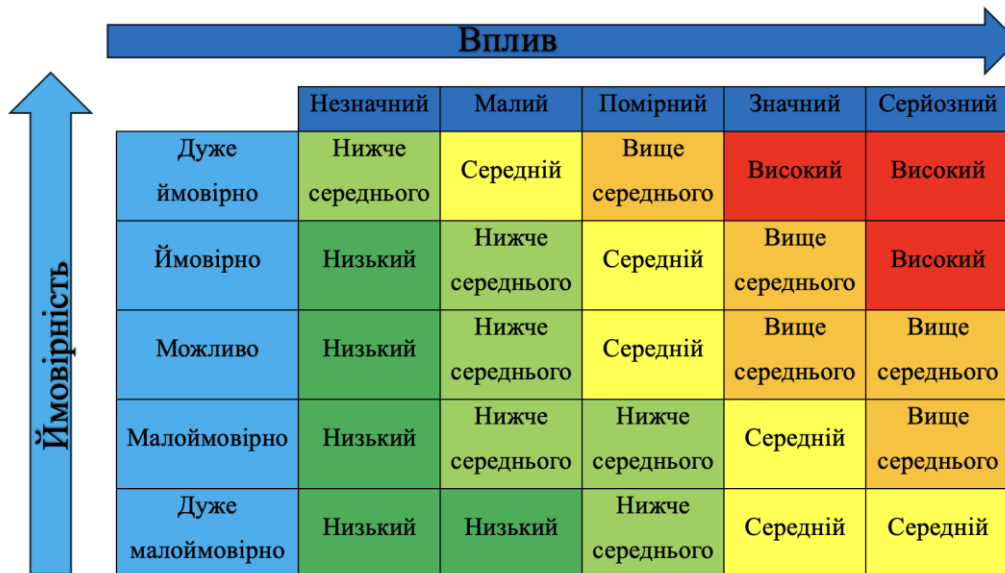 Вплив
Ймовірність
Незначний Малий Помірний Значний Серйозний
Дуже
ймовірно
Нижче
середнього
Середній
Вище
середнього
Високий
Високий
Ймовірно
Низький
Нижче
середнього
Середній
Вище
середнього
Високий
Можливо
Низький
Нижче
середнього
Середній
Вище
середнього
Вище
середнього
Малоймовірно
Низький
Нижче
середнього
Нижче
середнього
Середній
Вище
середнього
Дуже
малоймовірно
Низький
Низький
Нижче
середнього
Середній
Середній